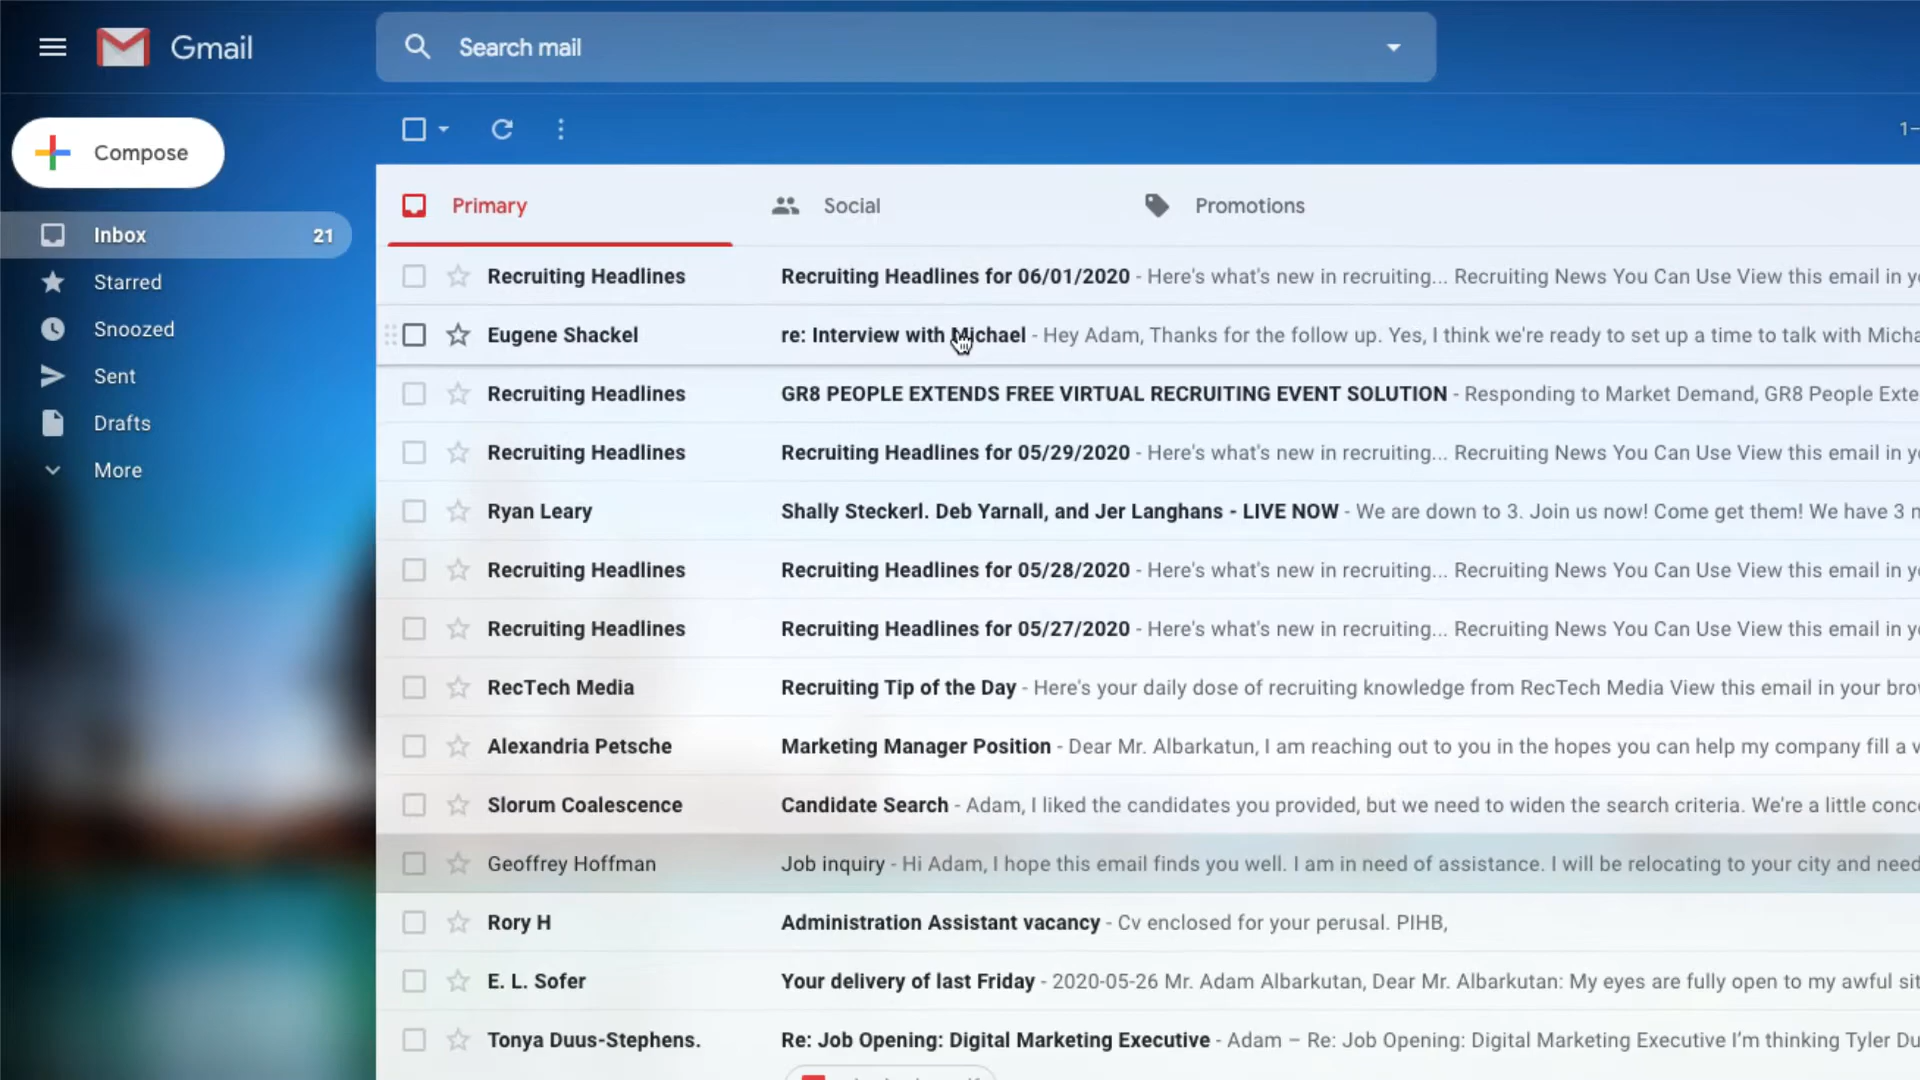 Gmail
Search mail
1–
Compose
Primary
Social
Promotions
Inbox 21
Starred
Snoozed
Sent
Drafts
More
Recruiting Headlines Recruiting Headlines for 06/01/2020 - Here's what's new in recruiting... Recruiting News You Can Use View this email in
Eugene Shackel re: Interview with Michael - Hey Adam, Thanks for the follow up. Yes, I think we're ready to set up a time to talk with Micha
Recruiting Headlines GR8 PEOPLE EXTENDS FREE VIRTUAL RECRUITING EVENT SOLUTION - Responding to Market Demand, GR8 People Exte
Recruiting Headlines Recruiting Headlines for 05/29/2020 - Here's what's new in recruiting... Recruiting News You Can Use View this email in
Ryan Leary Shally Steckerl. Deb Yarnall, and Jer Langhans - LIVE NOW - We are down to 3. Join us now! Come get them! We have 3
Recruiting Headlines Recruiting Headlines for 05/28/2020 - Here's what's new in recruiting... Recruiting News You Can Use View this email in
Recruiting Headlines Recruiting Headlines for 05/27/2020 - Here's what's new in recruiting... Recruiting News You Can Use View this email in
RecTech Media Recruiting Tip of the Day - Here's your daily dose of recruiting knowledge from RecTech Media View this email in your bro
Alexandria Petsche Marketing Manager Position - Dear Mr. Albarkatun, I am reaching out to you in the hopes you can help my company fill a
Slorum Coalescence Candidate Search - Adam, I liked the candidates you provided, but we need to widen the search criteria. We're a little conc
Geoffrey Hoffman Job inquiry - Hi Adam, I hope this email finds you well. I am in need of assistance. I will be relocating to your city and need
Rory H Administration Assistant vacancy - Cv enclosed for your perusal. PIHB,
E. L. Sofer Your delivery of last Friday - 2020-05-26 Mr. Adam Albarkutan, Dear Mr. Albarkutan: My eyes are fully open to my awful sit
Tonya Duus-Stephens. Re: Job Opening: Digital Marketing Executive - Adam – Re: Job Opening: Digital Marketing Executive I'm thinking Tyler Du